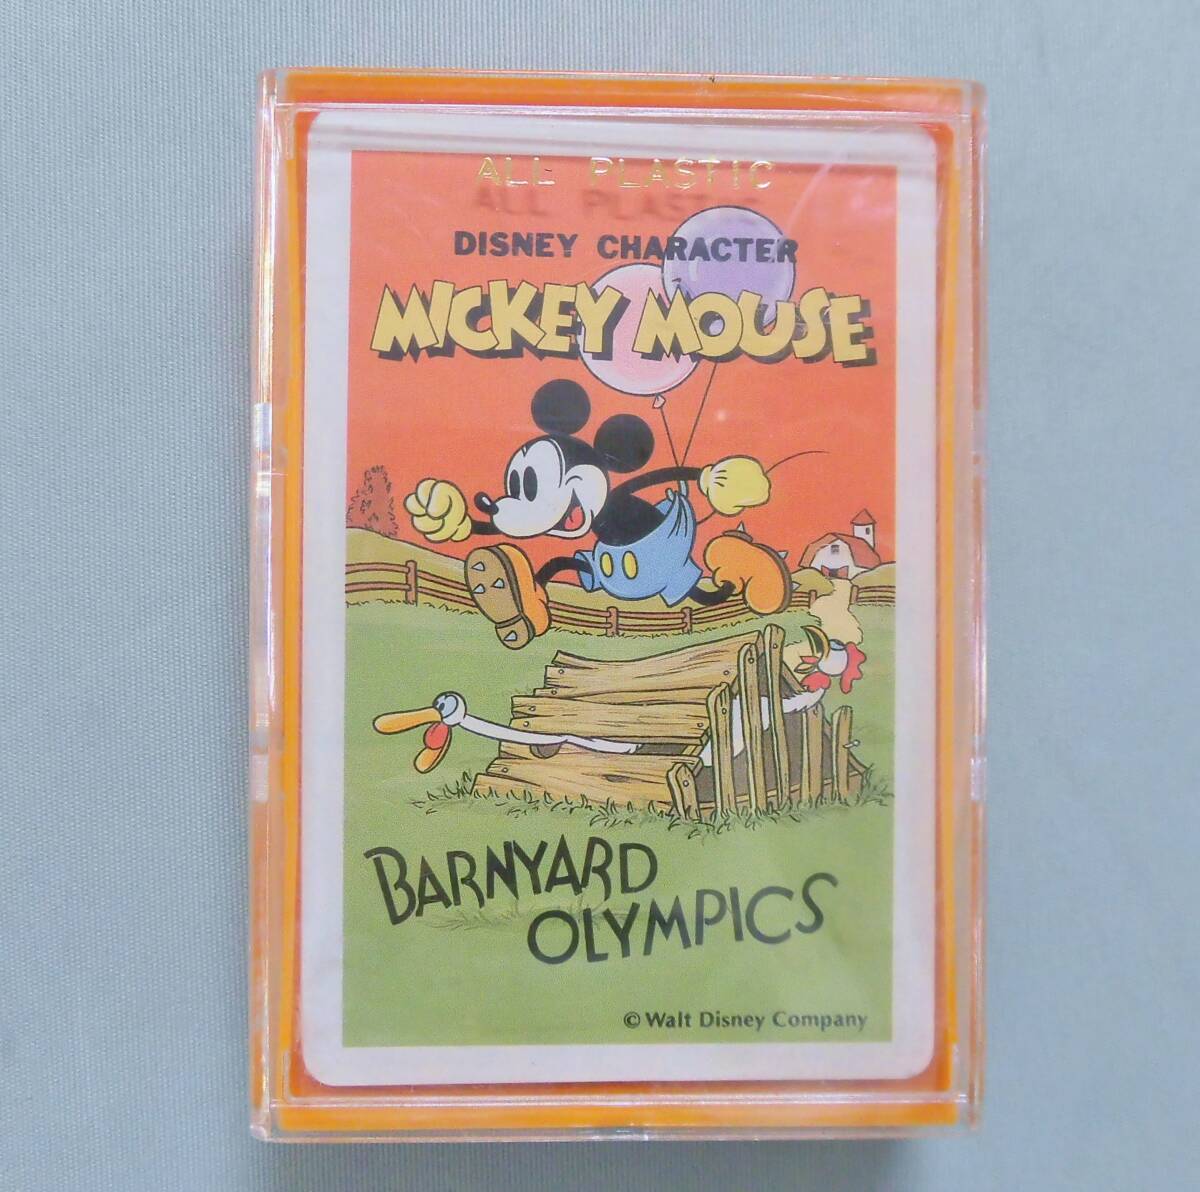 ALL PLASTIC
DISNEY CHARACTER
MICKEY MOUSE
BARNYARD
OLYMPICS
© Walt Disney Company